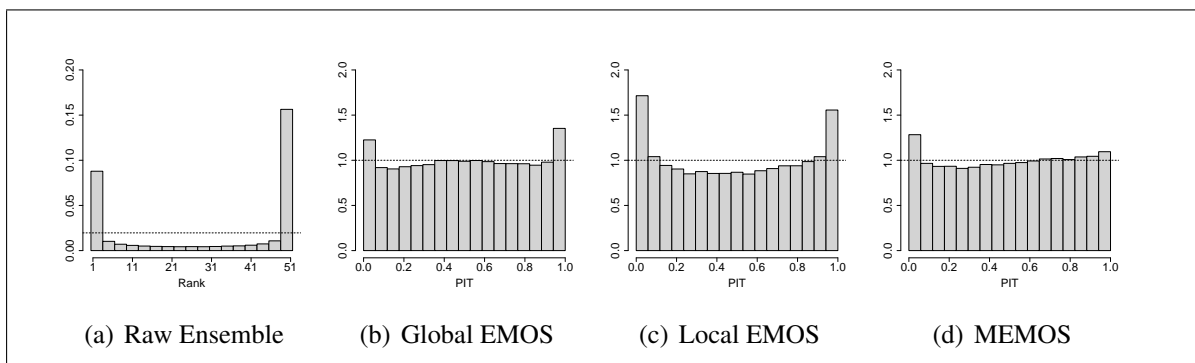 0.00 0.05 0.10 0.15 0.20
1 11 21 31 41 51
Rank
(a) Raw Ensemble
0.0 0.5 1.0 1.5 2.0
0.0 0.2 0.4 0.6 0.8 1.0
PIT
(b) Global EMOS
0.0 0.5 1.0 1.5 2.0
0.0 0.2 0.4 0.6 0.8 1.0
PIT
(c) Local EMOS
0.0 0.5 1.0 1.5 2.0
0.0 0.2 0.4 0.6 0.8 1.0
PIT
(d) MEMOS